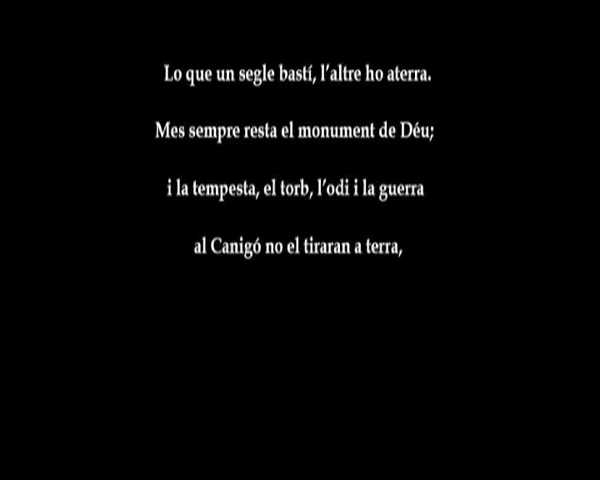 Lo que un segle bastí, l'altre ho aterra.
Mes sempre resta el monument de Déu;
i la tempesta, el torb, l'odi i la guerra
al Canigó no el tiraran a terra,